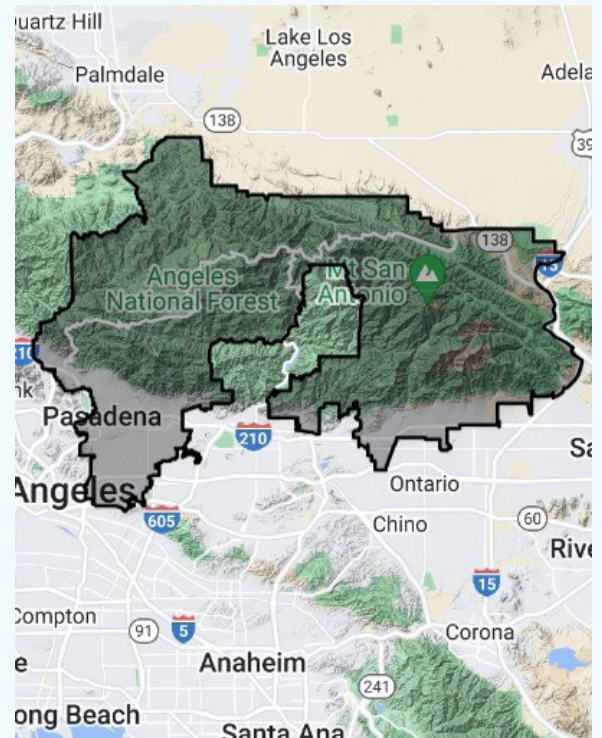 uartz Hill
Lake Los
Angeles
Palmdale
Adela
138
39
138
15
Angeles
National Forest
Mt San
Antonio
210
nk
Pasadena
210
Sa
Angeles
Ontario
605
Chino
60
Rive
15
Compton
91
5
Corona
e
Anaheim
241
ong Beach
Santa Ana